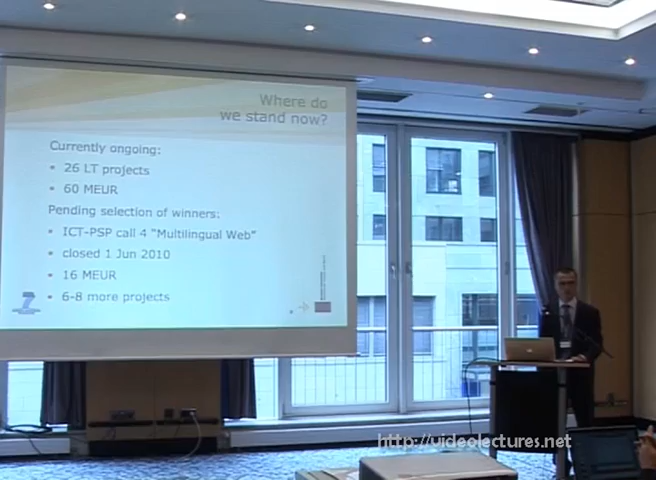 Where do
we stand now?
Currently ongoing:
• 26 LT projects
• 60 MEUR
Pending selection of winners:
• ICT-PSP call 4 "Multilingual Web"
• closed 1 Jun 2010
• 16 MEUR
• 6-8 more projects
http://videolectures.net